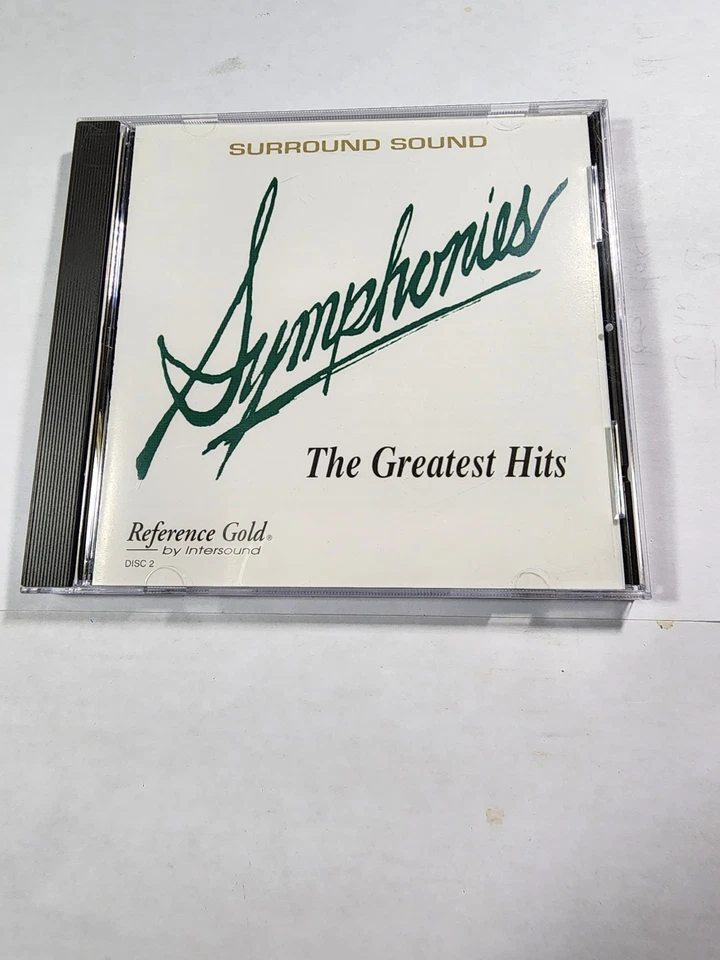 SURROUND SOUND
Symphonies
The Greatest Hits
Reference Gold®
by Intersound
DISC 2